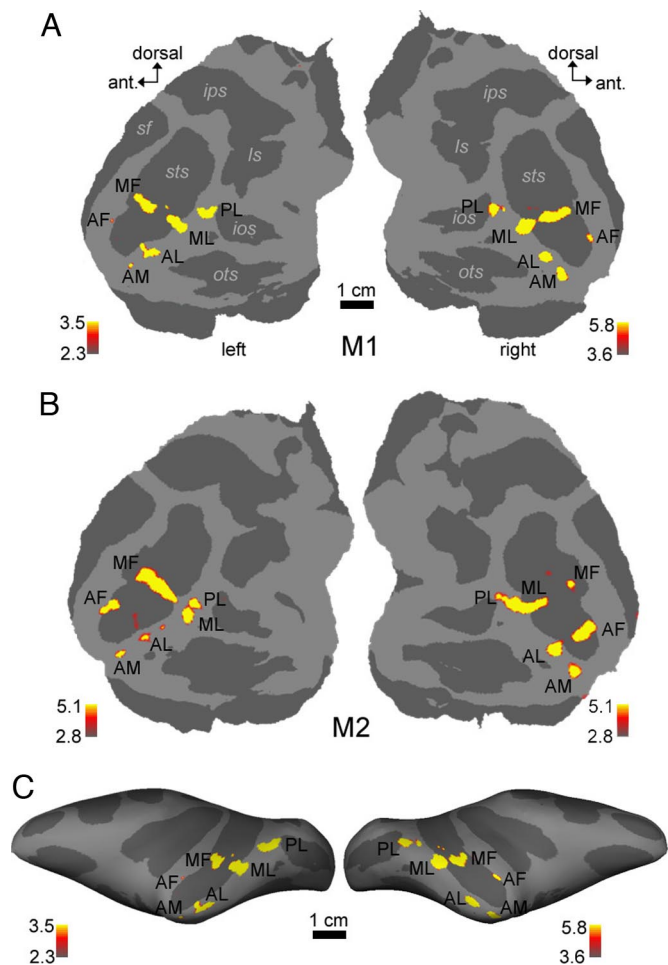 A
dorsal
ant.
ips
sf
sts
ls
MF
AF
PL
ML
ios
AL
AM
ots
3.5
2.3
left
1 cm
M1
dorsal
ant.
ips
ls
sts
PL
ios
ML
MF
AF
AL
AM
ots
right
5.8
3.6
B
MF
AF
PL
ML
AL
AM
5.1
2.8
M2
MF
ML
PL
AF
AL
AM
5.1
2.8
C
PL
MF
ML
AF
AL
AM
3.5
2.3
1 cm
PL
MF
ML
AF
AL
AM
5.8
3.6